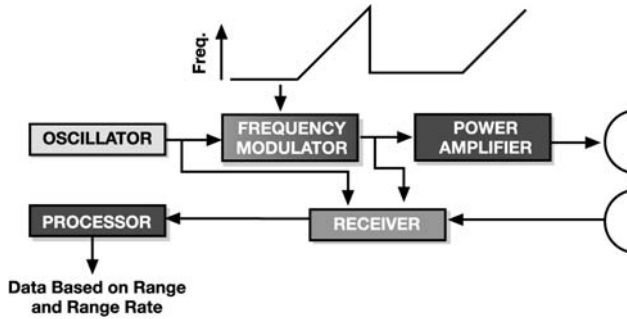 Freq.
OSCILLATOR
FREQUENCY
MODULATOR
POWER
AMPLIFIER
PROCESSOR
RECEIVER
Data Based on Range
and Range Rate